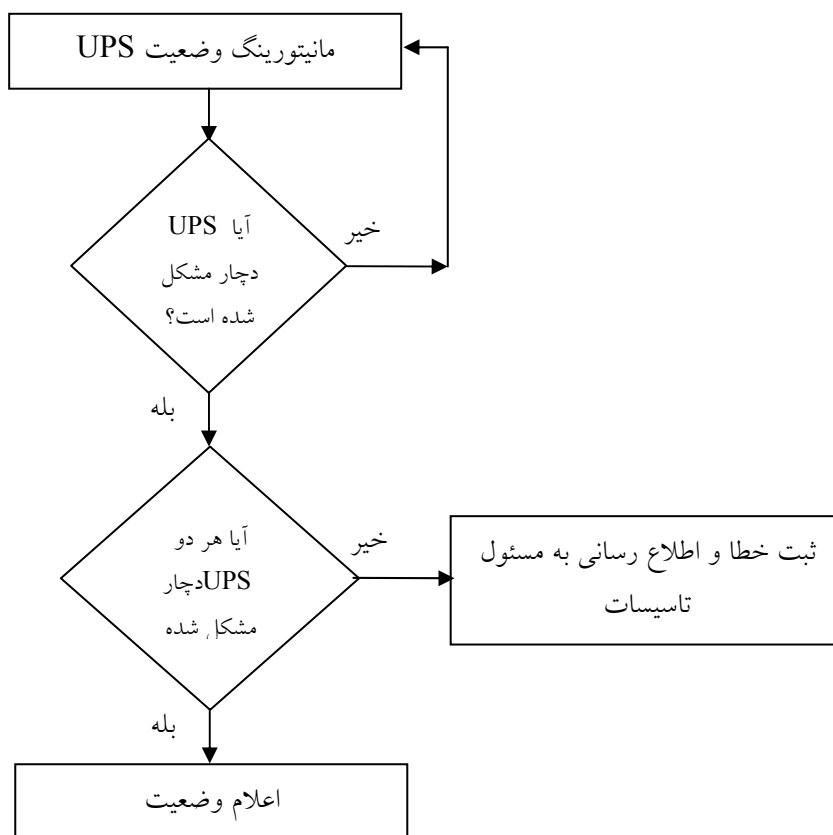 مانیتورینگ وضعیت UPS
آیا UPS
دچار مشکل
شده است؟
خیر
بله
آیا هر دو
UPSدچار
مشکل شده
خیر
ثبت خطا و اطلاع رسانی به مسئول
تاسیسات
بله
اعلام وضعیت